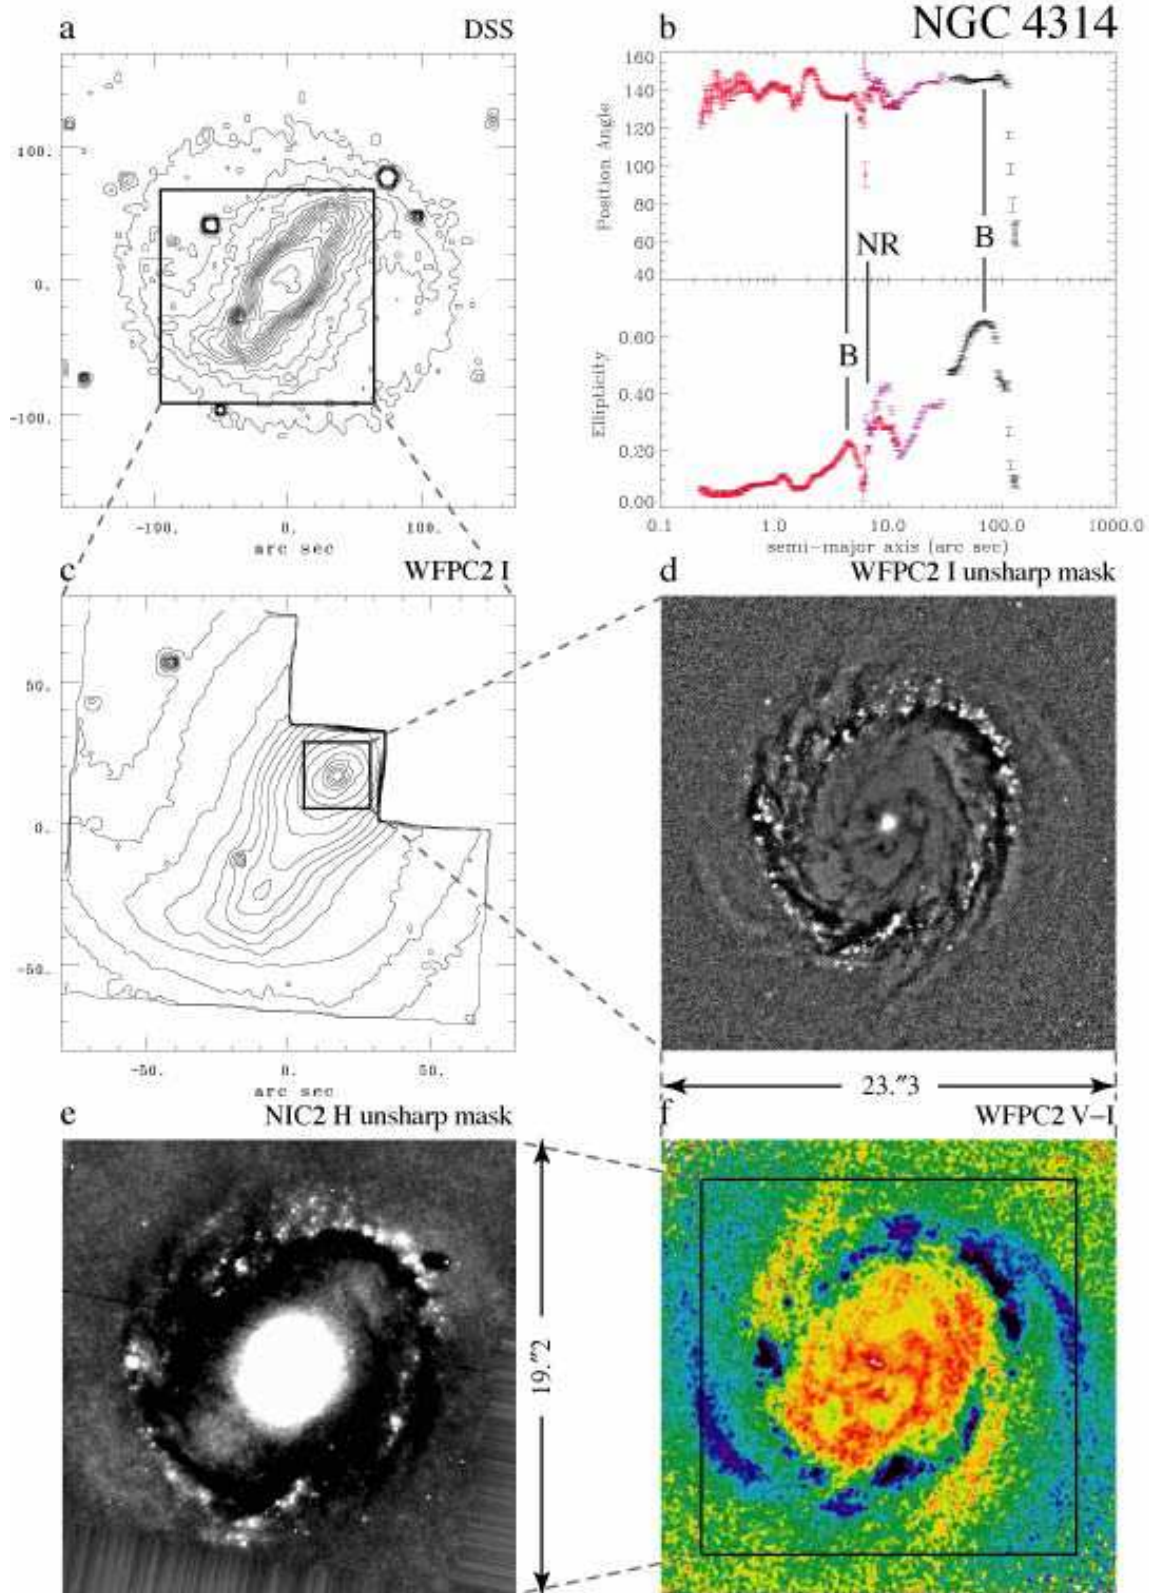 NGC 4314
a DSS
100.
0.
-100.
-100. 0. 100.
arc sec
b
160
140
120
100
80
60
40
Position Angle
B
NR
B
0.60
0.40
0.20
0.00
Ellipticity
0.1 1.0 10.0 100.0 1000.0
semi-major axis (arc sec)
c WFPC2 I
50.
0.
-50.
-50. 0. 50.
arc sec
d WFPC2 I unsharp mask
23."3
e NIC2 H unsharp mask
19."2
f WFPC2 V-I